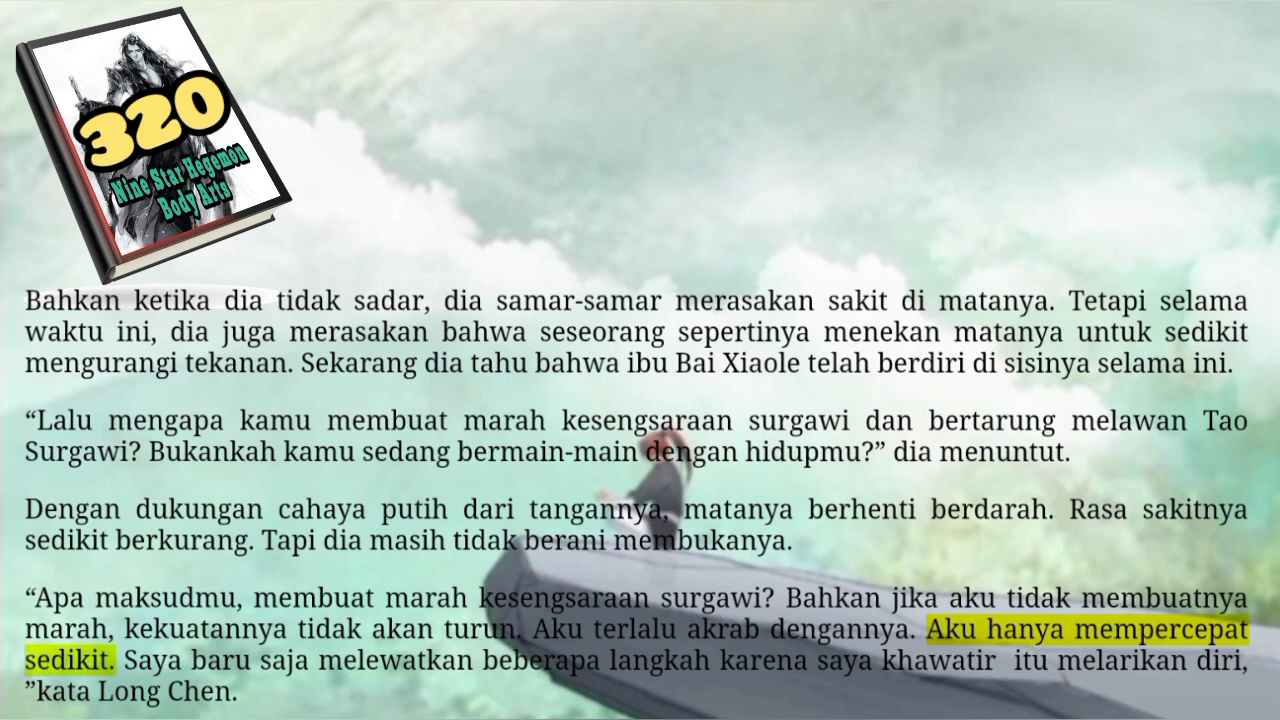 320
Nine Star Hegemon
Body Arts
Bahkan ketika dia tidak sadar, dia samar-samar merasakan sakit di matanya. Tetapi selama
waktu ini, dia juga merasakan bahwa seseorang sepertinya menekan matanya untuk sedikit
mengurangi tekanan. Sekarang dia tahu bahwa ibu Bai Xiaole telah berdiri di sisinya selama ini.
“Lalu mengapa kamu membuat marah kesengsaraan surgawi dan bertarung melawan Tao
Surgawi? Bukankah kamu sedang bermain-main dengan hidupmu?” dia menuntut.
Dengan dukungan cahaya putih dari tangannya, matanya berhenti berdarah. Rasa sakitnya
sedikit berkurang. Tapi dia masih tidak berani membukanya.
“Apa maksudmu, membuat marah kesengsaraan surgawi? Bahkan jika aku tidak membuatnya
marah, kekuatannya tidak akan turun. Aku terlalu akrab dengannya. Aku hanya mempercepat
sedikit. Saya baru saja melewatkan beberapa langkah karena saya khawatir  itu melarikan diri,
”kata Long Chen.